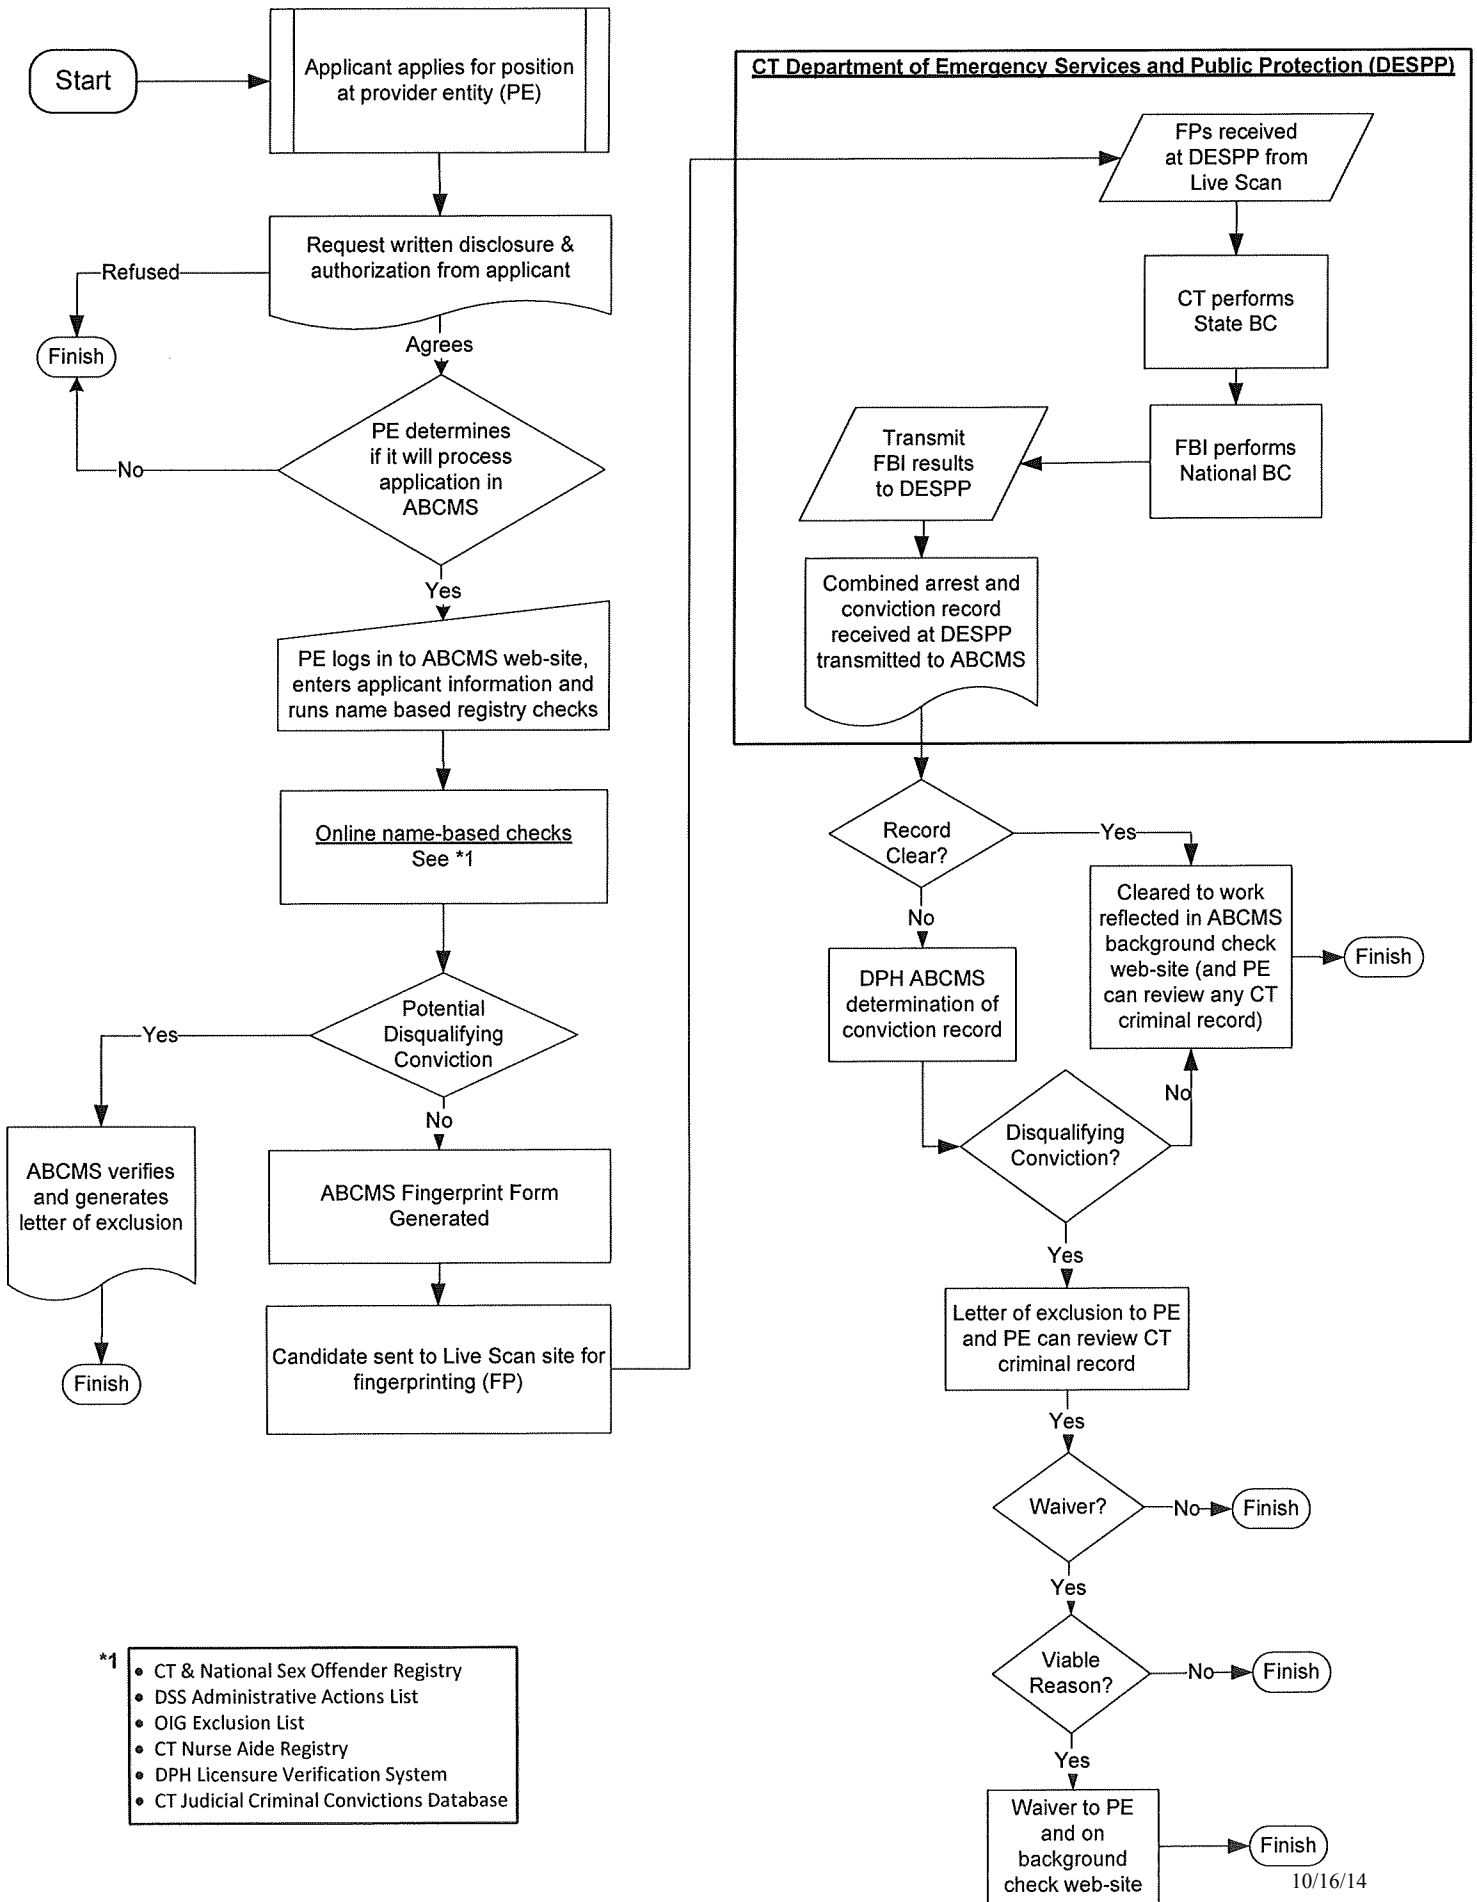 Start
Applicant applies for position
at provider entity (PE)
Request written disclosure &
authorization from applicant
Refused
Finish
Agrees
PE determines
if it will process
application in
ABCMS
No
Yes
PE logs in to ABCMS web-site,
enters applicant information and
runs name based registry checks
Online name-based checks
See *1
Potential
Disqualifying
Conviction
Yes
ABCMS verifies
and generates
letter of exclusion
Finish
No
ABCMS Fingerprint Form
Generated
Candidate sent to Live Scan site for
fingerprinting (FP)
CT Department of Emergency Services and Public Protection (DESPP)
FPs received
at DESPP from
Live Scan
CT performs
State BC
FBI performs
National BC
Transmit
FBI results
to DESPP
Combined arrest and
conviction record
received at DESPP
transmitted to ABCMS
Record
Clear?
Yes
Cleared to work
reflected in ABCMS
background check
web-site (and PE
can review any CT
criminal record)
Finish
No
DPH ABCMS
determination of
conviction record
Disqualifying
Conviction?
No
Yes
Letter of exclusion to PE
and PE can review CT
criminal record
Yes
Waiver?
No
Finish
Yes
Viable
Reason?
No
Finish
Yes
Waiver to PE
and on
background
check web-site
Finish
*1
• CT & National Sex Offender Registry
• DSS Administrative Actions List
• OIG Exclusion List
• CT Nurse Aide Registry
• DPH Licensure Verification System
• CT Judicial Criminal Convictions Database
10/16/14